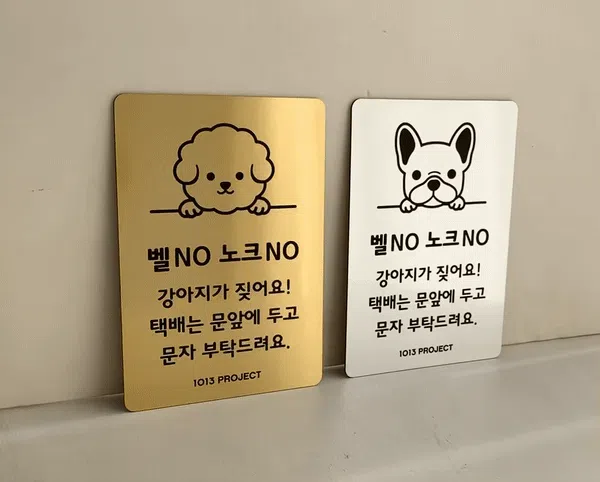 벨NO 노크NO
강아지가 짖어요!
택배는 문앞에 두고
문자 부탁드려요.
1013 PROJECT
벨NO 노크NO
강아지가 짖어요!
택배는 문앞에 두고
문자 부탁드려요.
1013 PROJECT